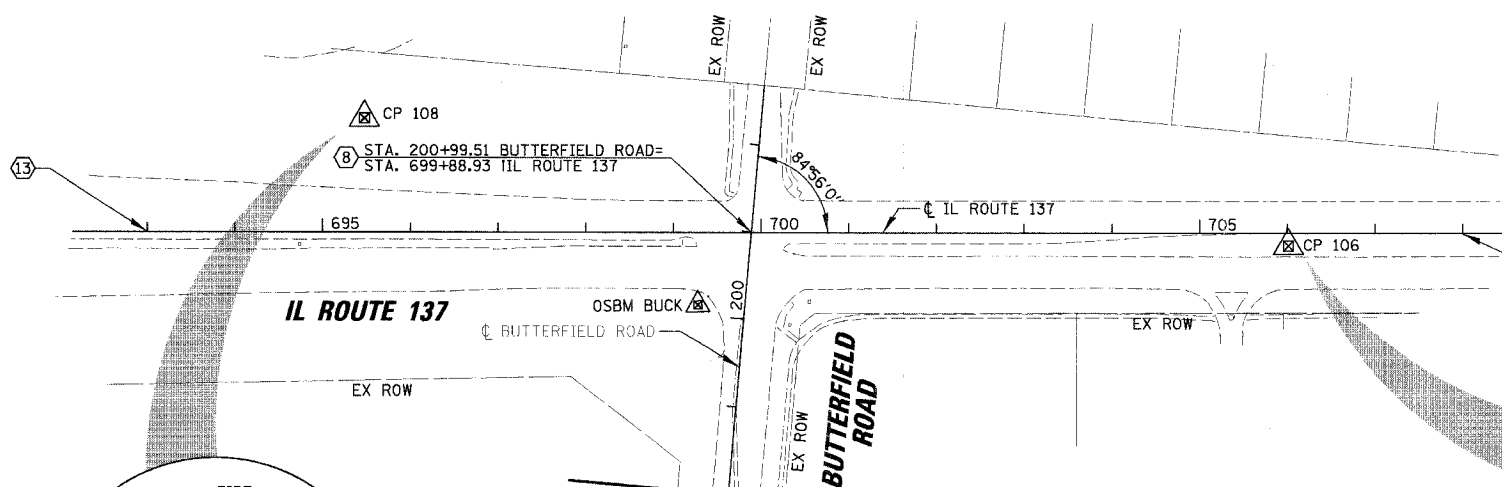 EX ROW
EX ROW
CP 108
8
STA. 200+99.51 BUTTERFIELD ROAD=
STA. 699+88.93 IL ROUTE 137
84°56'0"
13
695
700
℄ IL ROUTE 137
705
CP 106
IL ROUTE 137
OSBM BUCK
200
℄ BUTTERFIELD ROAD
EX ROW
EX ROW
EX ROW
BUTTERFIELD
ROAD